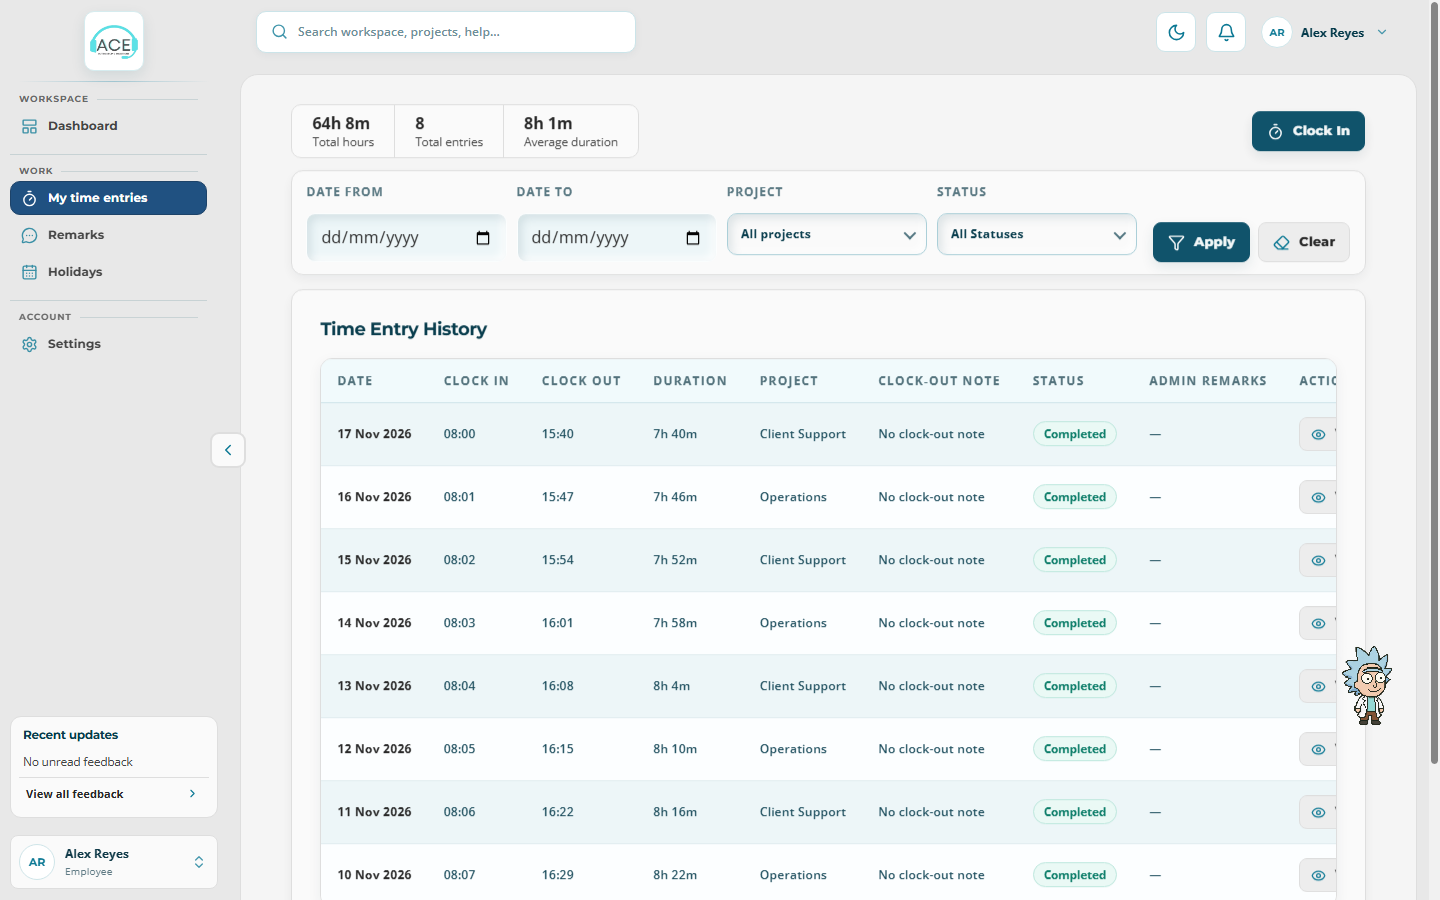 ACE
Search workspace, projects, help...
AR
Alex Reyes
WORKSPACE
Dashboard
WORK
My time entries
Remarks
Holidays
ACCOUNT
Settings
Recent updates
No unread feedback
View all feedback
AR
Alex Reyes
Employee
64h 8m
Total hours
8
Total entries
8h 1m
Average duration
Clock In
DATE FROM
dd/mm/yyyy
DATE TO
dd/mm/yyyy
PROJECT
All projects
STATUS
All Statuses
Apply
Clear
Time Entry History
DATE CLOCK IN CLOCK OUT DURATION PROJECT CLOCK-OUT NOTE STATUS ADMIN REMARKS
17 Nov 2026 08:00 15:40 7h 40m Client Support No clock-out note Completed —
16 Nov 2026 08:01 15:47 7h 46m Operations No clock-out note Completed —
15 Nov 2026 08:02 15:54 7h 52m Client Support No clock-out note Completed —
14 Nov 2026 08:03 16:01 7h 58m Operations No clock-out note Completed —
13 Nov 2026 08:04 16:08 8h 4m Client Support No clock-out note Completed —
12 Nov 2026 08:05 16:15 8h 10m Operations No clock-out note Completed —
11 Nov 2026 08:06 16:22 8h 16m Client Support No clock-out note Completed —
10 Nov 2026 08:07 16:29 8h 22m Operations No clock-out note Completed —